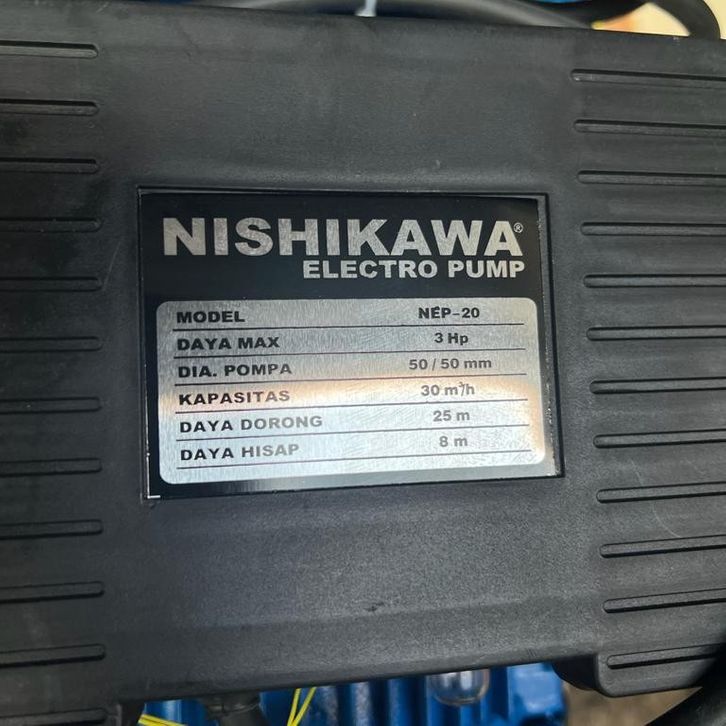 NISHIKAWA®
ELECTRO PUMP
MODEL NEP-20
DAYA MAX 3 Hp
DIA. POMPA 50 / 50 mm
KAPASITAS 30 m³/h
DAYA DORONG 25 m
DAYA HISAP 8 m